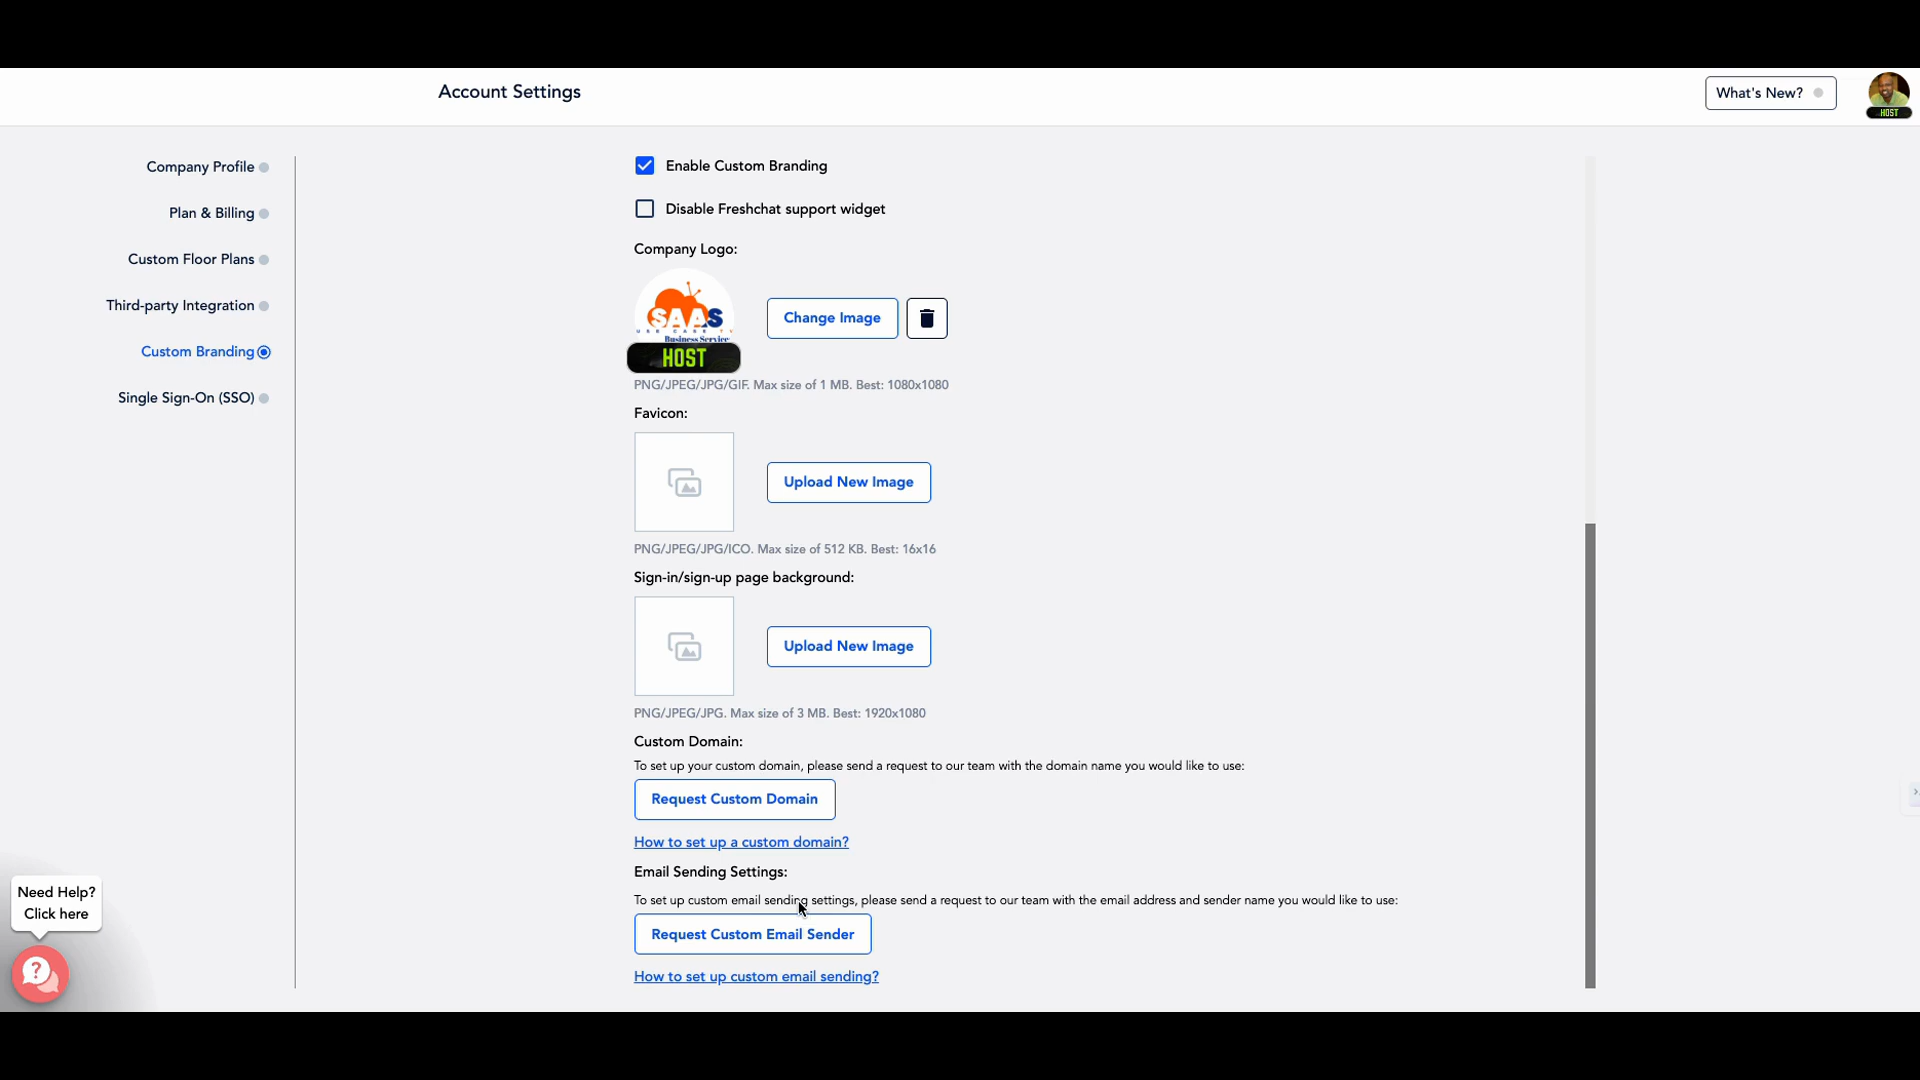 Account Settings
What's New?
HOST
Company Profile
Plan & Billing
Custom Floor Plans
Third-party Integration
Custom Branding
Single Sign-On (SSO)
Enable Custom Branding
Disable Freshchat support widget
Company Logo:
SAAS
USE CASE TV
Business Service
HOST
Change Image
PNG/JPEG/JPG/GIF. Max size of 1 MB. Best: 1080x1080
Favicon:
Upload New Image
PNG/JPEG/JPG/ICO. Max size of 512 KB. Best: 16x16
Sign-in/sign-up page background:
Upload New Image
PNG/JPEG/JPG. Max size of 3 MB. Best: 1920x1080
Custom Domain:
To set up your custom domain, please send a request to our team with the domain name you would like to use:
Request Custom Domain
How to set up a custom domain?
Email Sending Settings:
To set up custom email sending settings, please send a request to our team with the email address and sender name you would like to use:
Request Custom Email Sender
How to set up custom email sending?
Need Help?
Click here